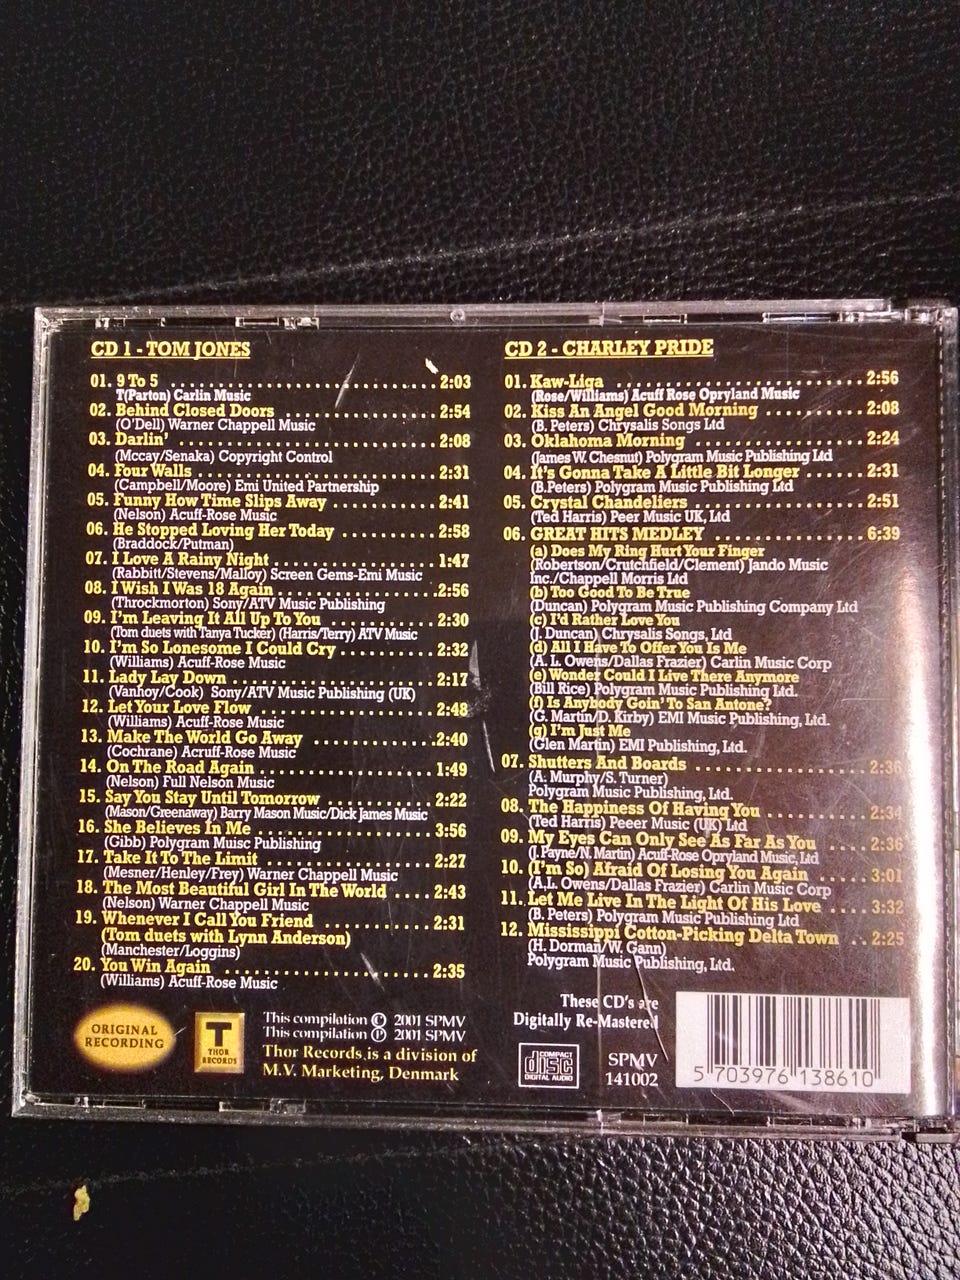 CD 1 - TOM JONES
01. 9 To 5 ........................ 2:03
T(Parton) Carlin Music
02. Behind Closed Doors ............ 2:54
(O'Dell) Warner Chappell Music
03. Darlin' ........................ 2:08
(Mccay/Senaka) Copyright Control
04. Four Walls ..................... 2:31
(Campbell/Moore) Emi United Partnership
05. Funny How Time Slips Away ........ 2:41
(Nelson) Acuff-Rose Music
06. He Stopped Loving Her Today ....... 2:58
(Braddock/Putman)
07. I Love A Rainy Night ............. 1:47
(Rabbitt/Stevens/Malloy) Screen Gems-Emi Music
08. I Wish I Was 18 Again ............ 2:56
(Throckmorton) Sony/ATV Music Publishing
09. I'm Leaving It All Up To You ...... 2:30
(Tom duets with Tanya Tucker) (Harris/Terry) ATV Music
10. I'm So Lonesome I Could Cry ....... 2:32
(Williams) Acuff-Rose Music
11. Lady Lay Down .................. 2:17
(Vanhoy/Cook) Sony/ATV Music Publishing (UK)
12. Let Your Love Flow .............. 2:48
(Williams) Acuff-Rose Music
13. Make The World Go Away .......... 2:40
(Cochrane) Acruff-Rose Music
14. On The Road Again ............... 1:49
(Nelson) Full Nelson Music
15. Say You Stay Until Tomorrow ....... 2:22
(Mason/Greenaway) Barry Mason Music/Dick James Music
16. She Believes In Me ............... 3:56
(Gibb) Polygram Muisc Publishing
17. Take It To The Limit .............. 2:27
(Mesner/Henley/Frey) Warner Chappell Music
18. The Most Beautiful Girl In The World ..... 2:43
(Nelson) Warner Chappell Music
19. Whenever I Call You Friend ......... 2:31
(Tom duets with Lynn Anderson)
(Manchester/Loggins)
20. You Win Again .................. 2:35
(Williams) Acuff-Rose Music
CD 2 - CHARLEY PRIDE
01. Kaw-Liga ....................... 2:56
(Rose/Williams) Acuff Rose Opryland Music
02. Kiss An Angel Good Morning ......... 2:08
(B. Peters) Chrysalis Songs Ltd
03. Oklahoma Morning ................ 2:24
(James W. Chesnut) Polygram Music Publishing Ltd
04. It's Gonna Take A Little Bit Longer ..... 2:31
(B.Peters) Polygram Music Publishing Ltd
05. Crystal Chandeliers ................ 2:51
(Ted Harris) Peer Music UK, Ltd
06. GREAT HITS MEDLEY ............. 6:39
(a) Does My Ring Hurt Your Finger
(Robertson/Crutchfield/Clement) Jando Music
Inc./Chappell Morris Ltd
(b) Too Good To Be True
(Duncan) Polygram Music Publishing Company Ltd
(c) I'd Rather Love You
(J. Duncan) Chrysalis Songs, Ltd
(d) All I Have To Offer You Is Me
(A. L. Owens/Dallas Frazier) Carlin Music Corp
(e) Wonder Could I Live There Anymore
(Bill Rice) Polygram Music Publishing Ltd.
(f) Is Anybody Goin' To San Antone?
(G. Martin/D. Kirby) EMI Music Publishing, Ltd.
(g) I'm Just Me
(Glen Martin) EMI Publishing, Ltd.
07. Shutters And Boards ............... 2:36
(A. Murphy/S. Turner)
Polygram Music Publishing, Ltd.
08. The Happiness Of Having You ........ 2:34
(Ted Harris) Peeer Music (UK) Ltd
09. My Eyes Can Only See As Far As You .... 2:36
(J. Payne/N. Martin) Acuff-Rose Opryland Music, Ltd
10. (I'm So) Afraid Of Losing You Again ..... 3:01
(A,L. Owens/Dallas Frazier) Carlin Music Corp
11. Let Me Live In The Light Of His Love .... 3:32
(B. Peters) Polygram Music Publishing Ltd
12. Mississippi Cotton-Picking Delta Town .. 2:25
(H. Dorman/W. Gann)
Polygram Music Publishing, Ltd.
ORIGINAL
RECORDING
T
THOR
RECORDS
This compilation © 2001 SPMV
This compilation ℗ 2001 SPMV
Thor Records is a division of
M.V. Marketing, Denmark
These CD's are
Digitally Re-Mastered
COMPACT
disc
DIGITAL AUDIO
SPMV
141002
5 703976 138610